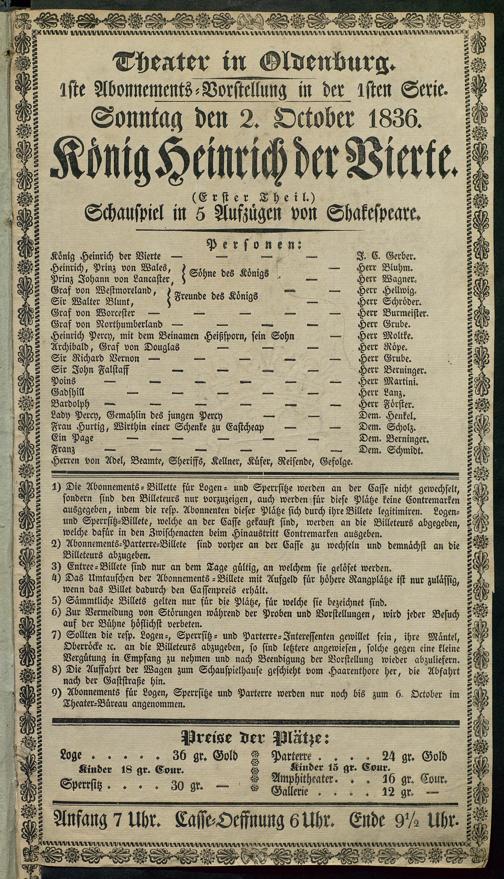 Theater in Oldenburg.
1ste Abonnements-Vorstellung in der 1sten Serie.
Sonntag den 2. October 1836.
König Heinrich der Vierte.
(Erster Theil.)
Schauspiel in 5 Aufzügen von Shakespeare.
Personen:
König Heinrich der Vierte — — — — J. C. Gerber.
Heinrich, Prinz von Wales, } Söhne des Königs — Herr Bluhm.
Prinz Johann von Lancaster, — Herr Wagner.
Graf von Westmoreland, } Freunde des Königs — Herr Hellwig.
Sir Walter Blunt, — Herr Schröder.
Graf von Worcester — — — — — Herr Burmeister.
Graf von Northumberland — — — — Herr Grube.
Heinrich Percy, mit dem Beinamen Heißsporn, sein Sohn — Herr Moltke.
Archibald, Graf von Douglas — — — — Herr Röpe.
Sir Richard Vernon — — — — — Herr Grube.
Sir John Falstaff — — — — — Herr Berninger.
Poins — — — — — — Herr Martini.
Gadshill — — — — — — Herr Lanz.
Bardolph — — — — — — Herr Förster.
Lady Percy, Gemahlin des jungen Percy — — Dem. Henkel.
Frau Hurtig, Wirthin einer Schenke zu Eastcheap — Dem. Scholz.
Ein Page — — — — — — Dem. Berninger.
Franz — — — — — — Dem. Schmidt.
Herren von Adel, Beamte, Sheriffs, Kellner, Küfer, Reisende, Gefolge.
1) Die Abonnements-Billette für Logen- und Sperrsitze werden an der Casse nicht gewechselt,
sondern sind den Billeteurs nur vorzuzeigen, auch werden für diese Plätze keine Contremarken
ausgegeben, indem die resp. Abonnenten dieser Plätze sich durch ihre Billette legitimiren. Logen-
und Sperrsitz-Billete, welche an der Casse gekauft sind, werden an die Billeteurs abgegeben,
welche dafür in den Zwischenacten beim Hinaustritt Contremarken ausgeben.
2) Abonnements-Parterre-Billete sind vorher an der Casse zu wechseln und demnächst an die
Billeteurs abzugeben.
3) Entree-Billete sind nur an dem Tage gültig, an welchem sie gelöset werden.
4) Das Umtauschen der Abonnements-Billete mit Aufgeld für höhere Rangplätze ist nur zulässig,
wenn das Billet dadurch den Cassenpreis erhält.
5) Sämmtliche Billets gelten nur für die Plätze, für welche sie bezeichnet sind.
6) Zur Vermeidung von Störungen während der Proben und Vorstellungen, wird jeder Besuch
auf der Bühne höflichst verbeten.
7) Sollten die resp. Logen-, Sperrsitz- und Parterre-Interessenten gewillet sein, ihre Mäntel,
Oberröcke ꝛc. an die Billeteurs abzugeben, so sind letztere angewiesen, solche gegen eine kleine
Vergütung in Empfang zu nehmen und nach Beendigung der Vorstellung wieder abzuliefern.
8) Die Auffahrt der Wagen zum Schauspielhause geschieht vom Haarenthore her, die Abfahrt
nach der Gaststraße hin.
9) Abonnements für Logen, Sperrsitze und Parterre werden nur noch bis zum 6. October im
Theater-Büreau angenommen.
Preise der Plätze:
Loge . . . . . 36 gr. Gold
Kinder 18 gr. Cour.
Sperrsitz . . . . 30 gr. —
Parterre . . . . . 24 gr. Gold
Kinder 15 gr. Cour.
Amphitheater . . . 16 gr. Cour.
Gallerie . . . . . 12 gr. —
Anfang 7 Uhr. Casse-Oeffnung 6 Uhr. Ende 9½ Uhr.